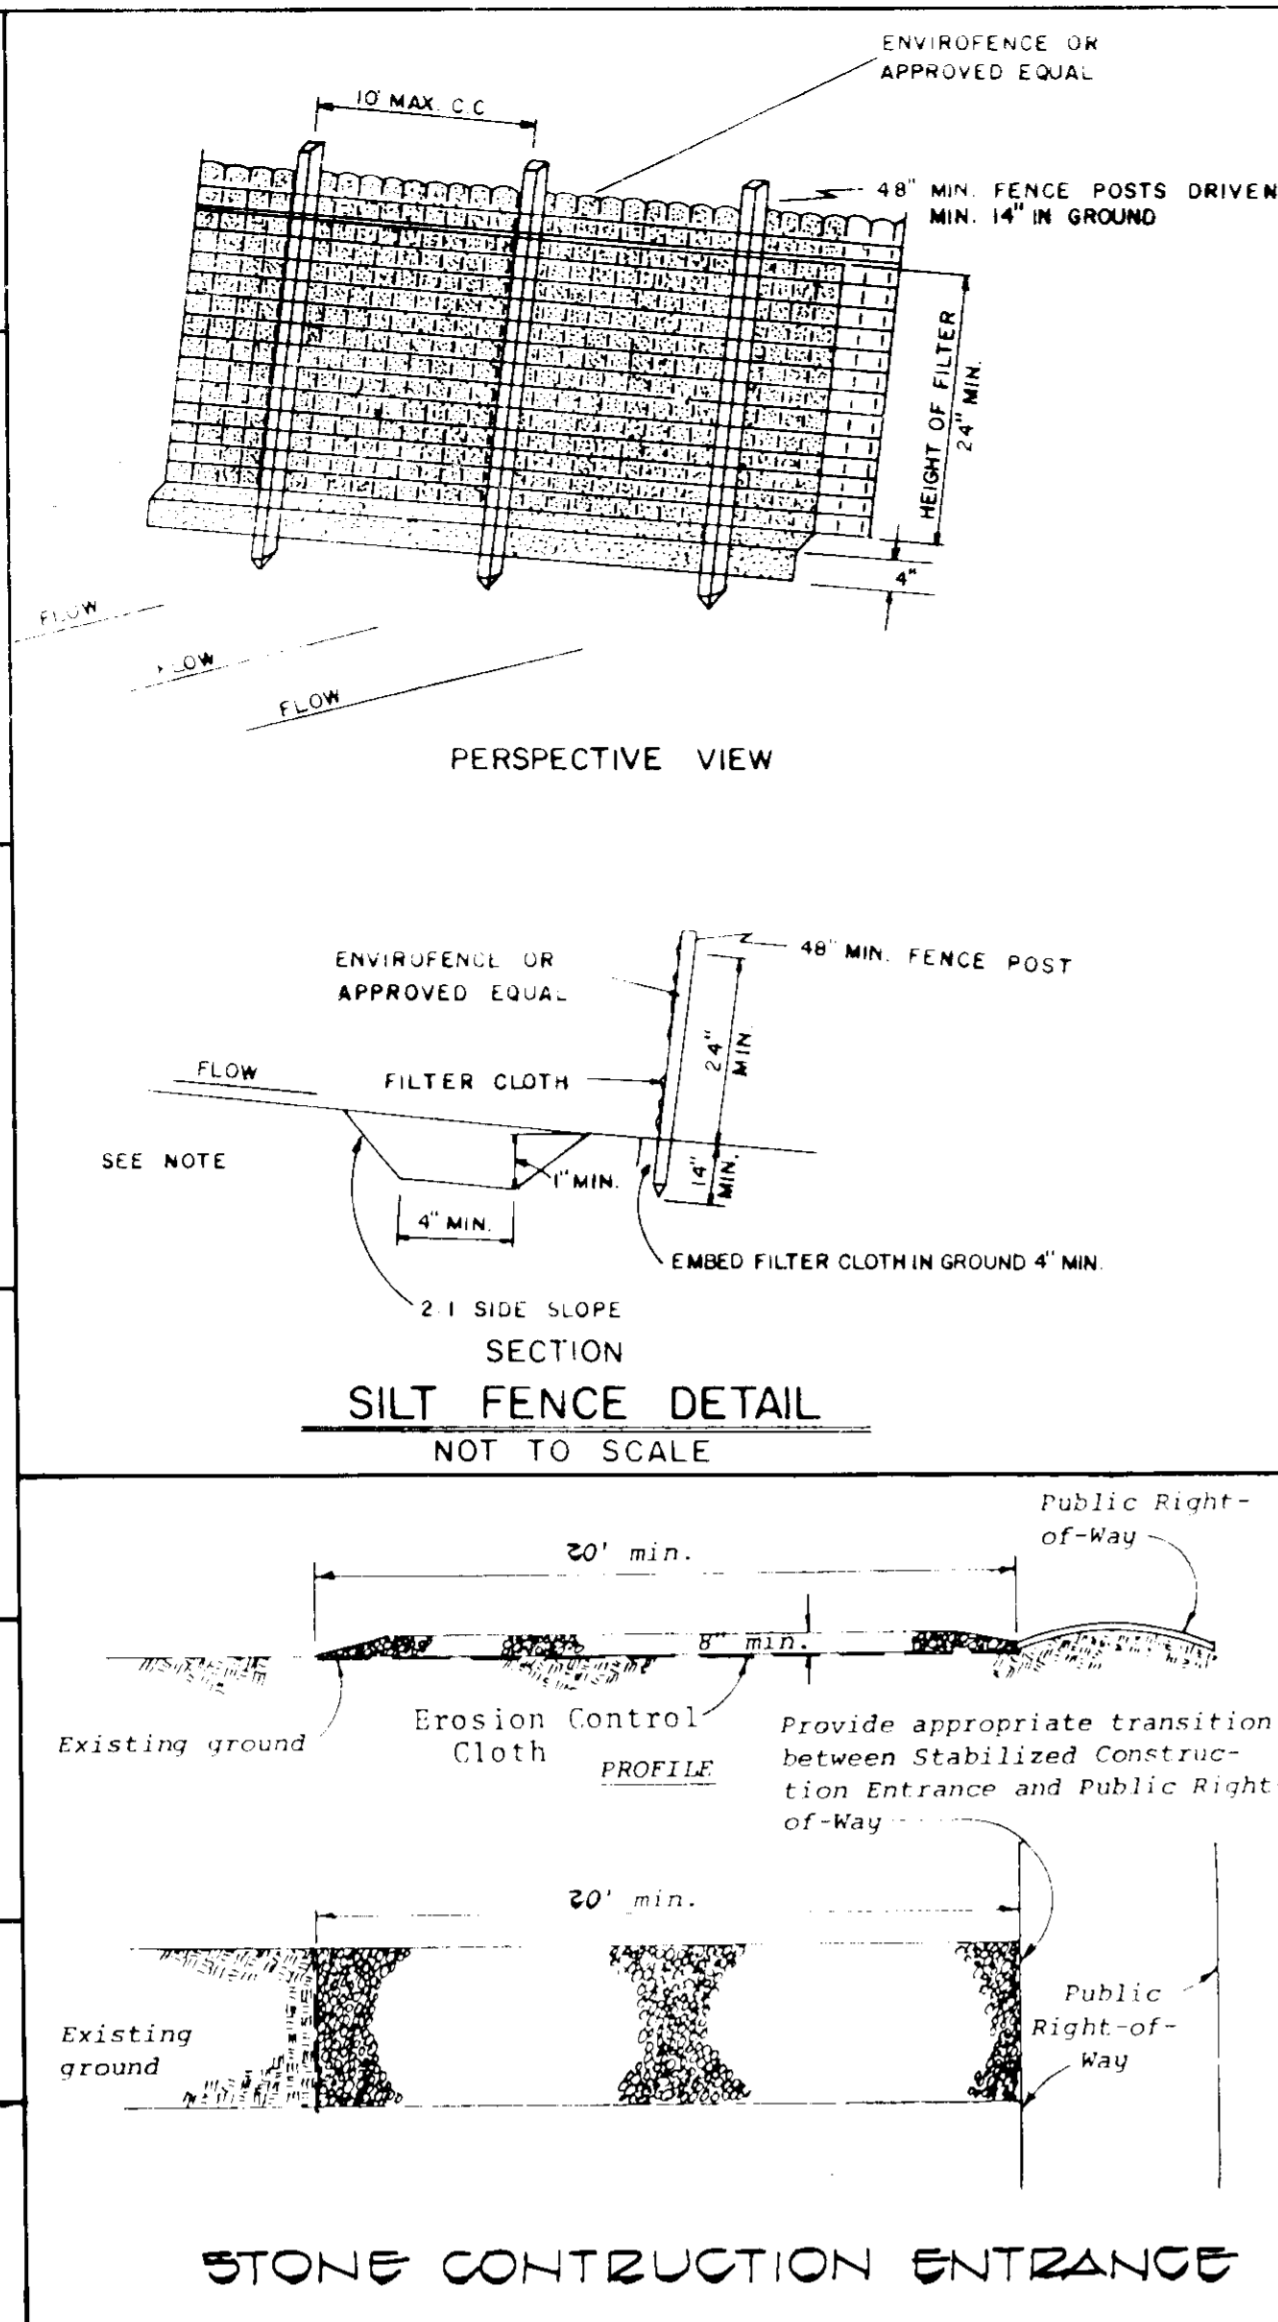 ENVIROFENCE OR
APPROVED EQUAL
10' MAX. C.C
48" MIN. FENCE POSTS DRIVEN
MIN. 14" IN GROUND
HEIGHT OF FILTER
24" MIN.
4"
FLOW
FLOW
FLOW
PERSPECTIVE VIEW
ENVIROFENCE OR
APPROVED EQUAL
48" MIN. FENCE POST
24"
MIN.
FLOW
FILTER CLOTH
SEE NOTE
1" MIN.
14"
MIN.
4" MIN.
EMBED FILTER CLOTH IN GROUND 4" MIN.
2:1 SIDE SLOPE
SECTION
SILT FENCE DETAIL
NOT TO SCALE
Public Right-
of-Way
20' min.
8" min.
Existing ground
Erosion Control
Cloth
PROFILE
Provide appropriate transition
between Stabilized Construc-
tion Entrance and Public Right-
of-Way
20' min.
Existing
ground
Public
Right-of-
Way
STONE CONTRUCTION ENTRANCE